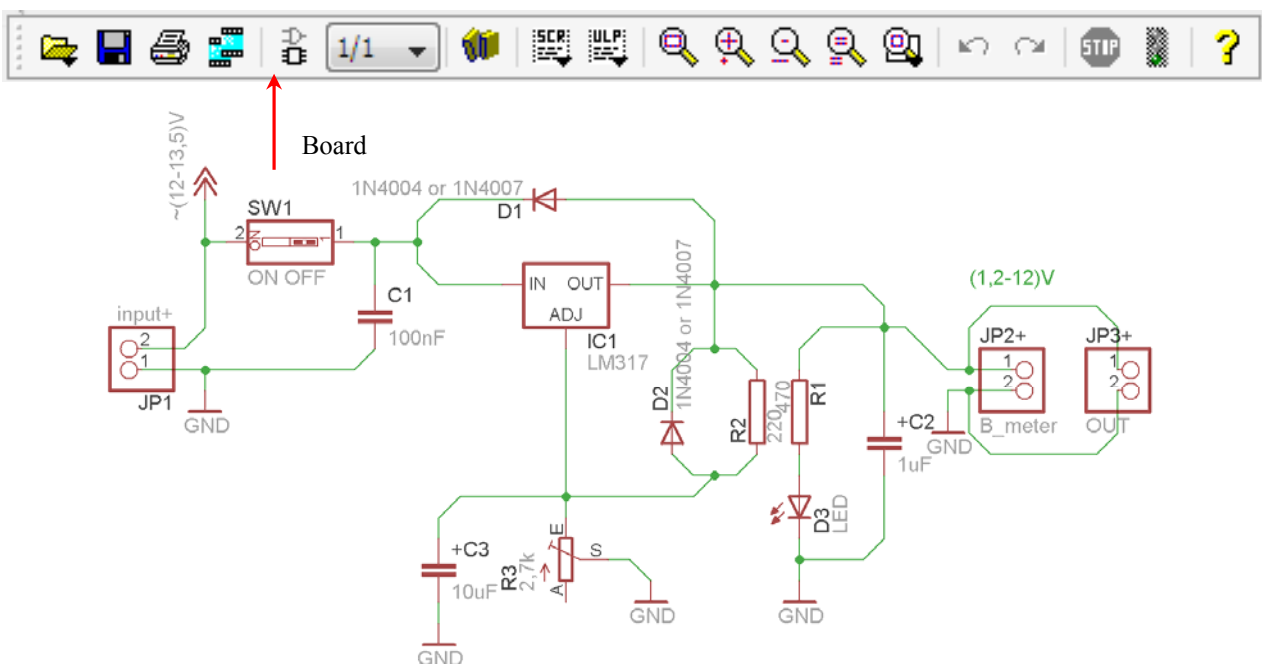 SCR ULP STOP ?
1/1
Board
~(12-13,5)V
1N4004 or 1N4007
D1
SW1
2 ON 1 1
ON OFF
C1
100nF
IN OUT
ADJ
IC1
LM317
1N4004 or 1N4007
D2
R2
220
470
R1
(1,2-12)V
JP2+
1
2
B_meter
JP3+
1
2
OUT
input+
2
1
JP1
GND
+C2
1uF
GND
D3
LED
+C3
10uF
R3
2,7k
E
S
A
GND
GND
GND